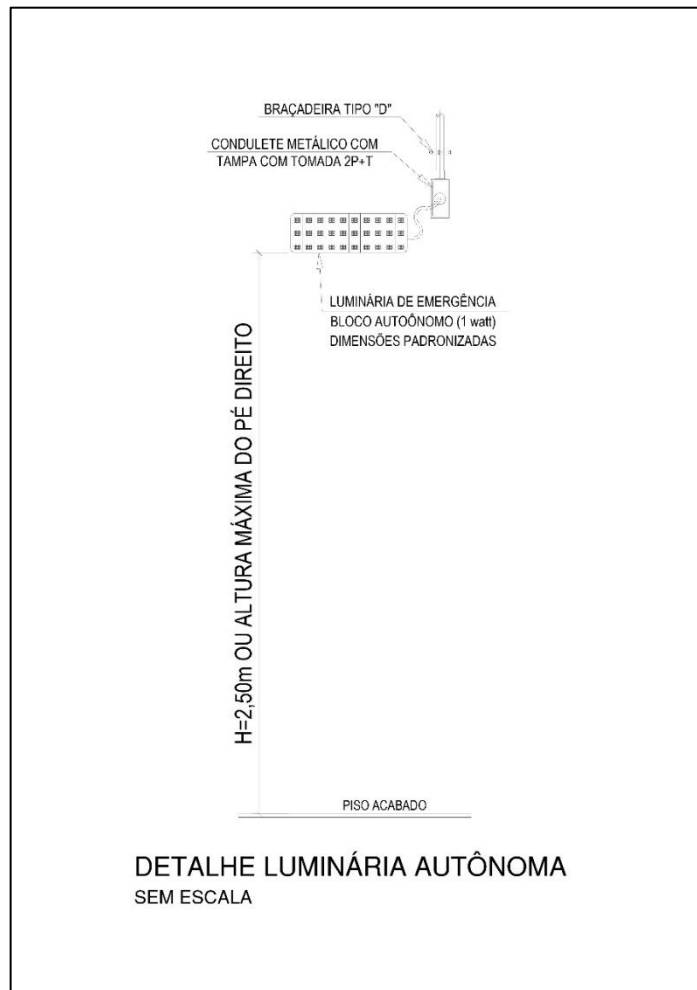 BRAÇADEIRA TIPO "D"
CONDULETE METÁLICO COM
TAMPA COM TOMADA 2P+T
LUMINÁRIA DE EMERGÊNCIA
BLOCO AUTOÔNOMO (1 watt)
DIMENSÕES PADRONIZADAS
H=2,50m OU ALTURA MÁXIMA DO PÉ DIREITO
PISO ACABADO
DETALHE LUMINÁRIA AUTÔNOMA
SEM ESCALA